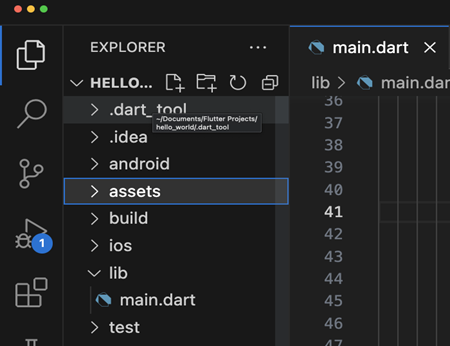 EXPLORER
main.dart
HELLO...
lib > main.dart
.dart_tool
~/Documents/Flutter Projects/
hello_world/.dart_tool
.idea
android
assets
build
ios
lib
main.dart
test
1
36
37
38
39
40
41
42
43
44
45
46
47